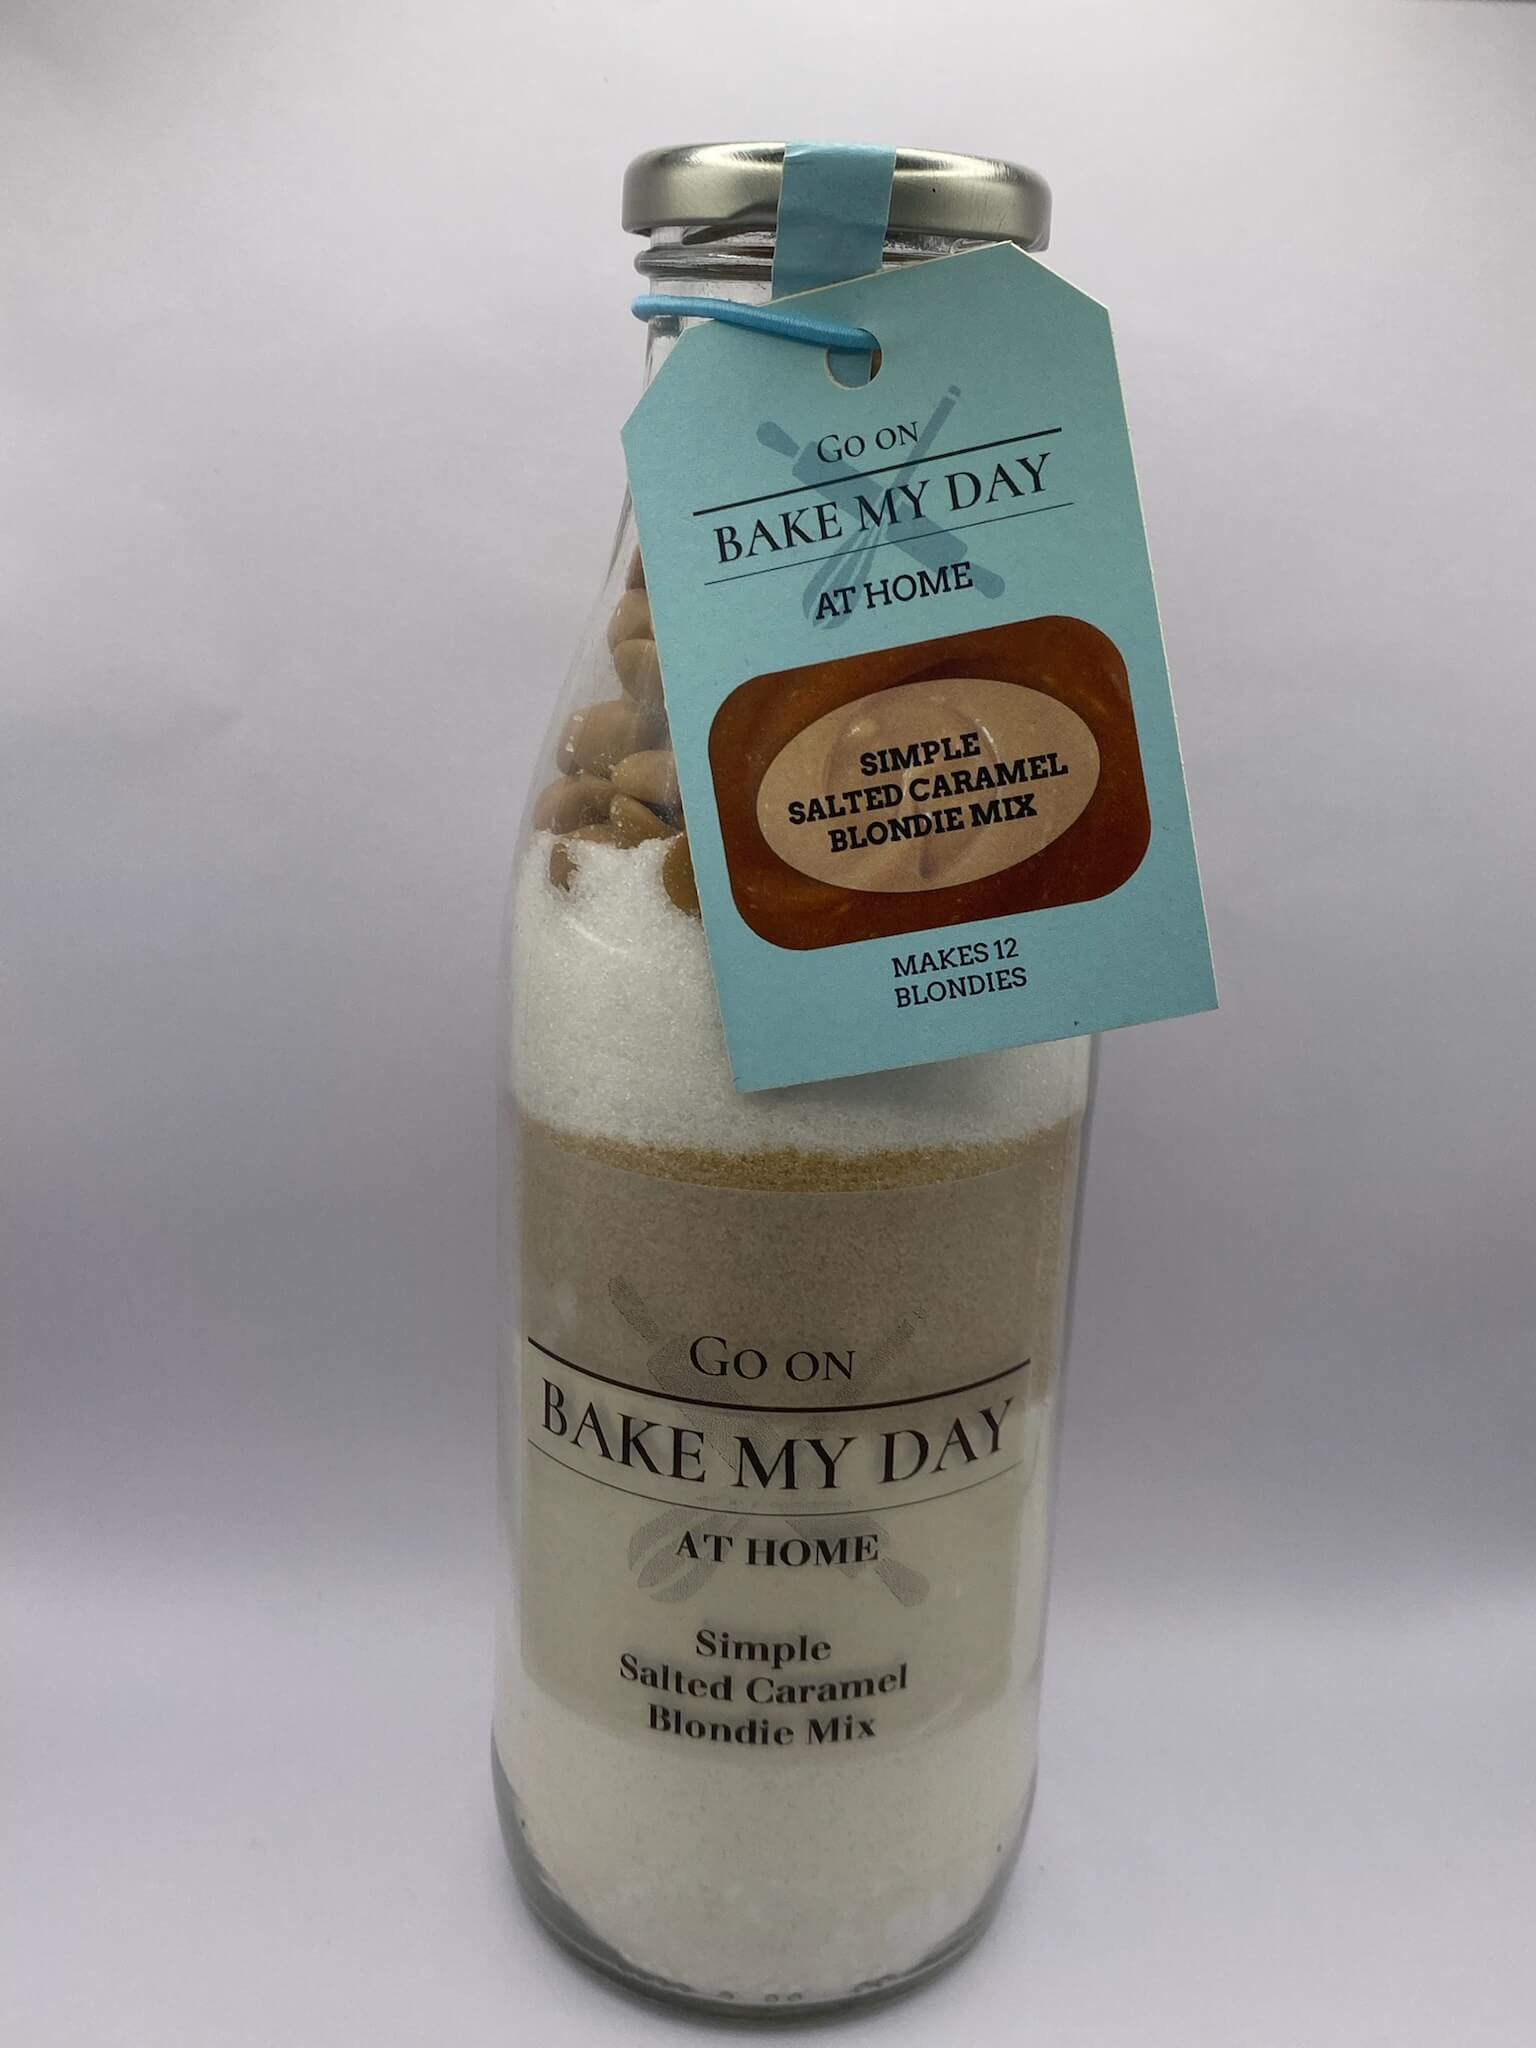 GO ON
BAKE MY DAY
AT HOME
SIMPLE
SALTED CARAMEL
BLONDIE MIX
MAKES 12
BLONDIES
GO ON
BAKE MY DAY
AT HOME
Simple
Salted Caramel
Blondie Mix